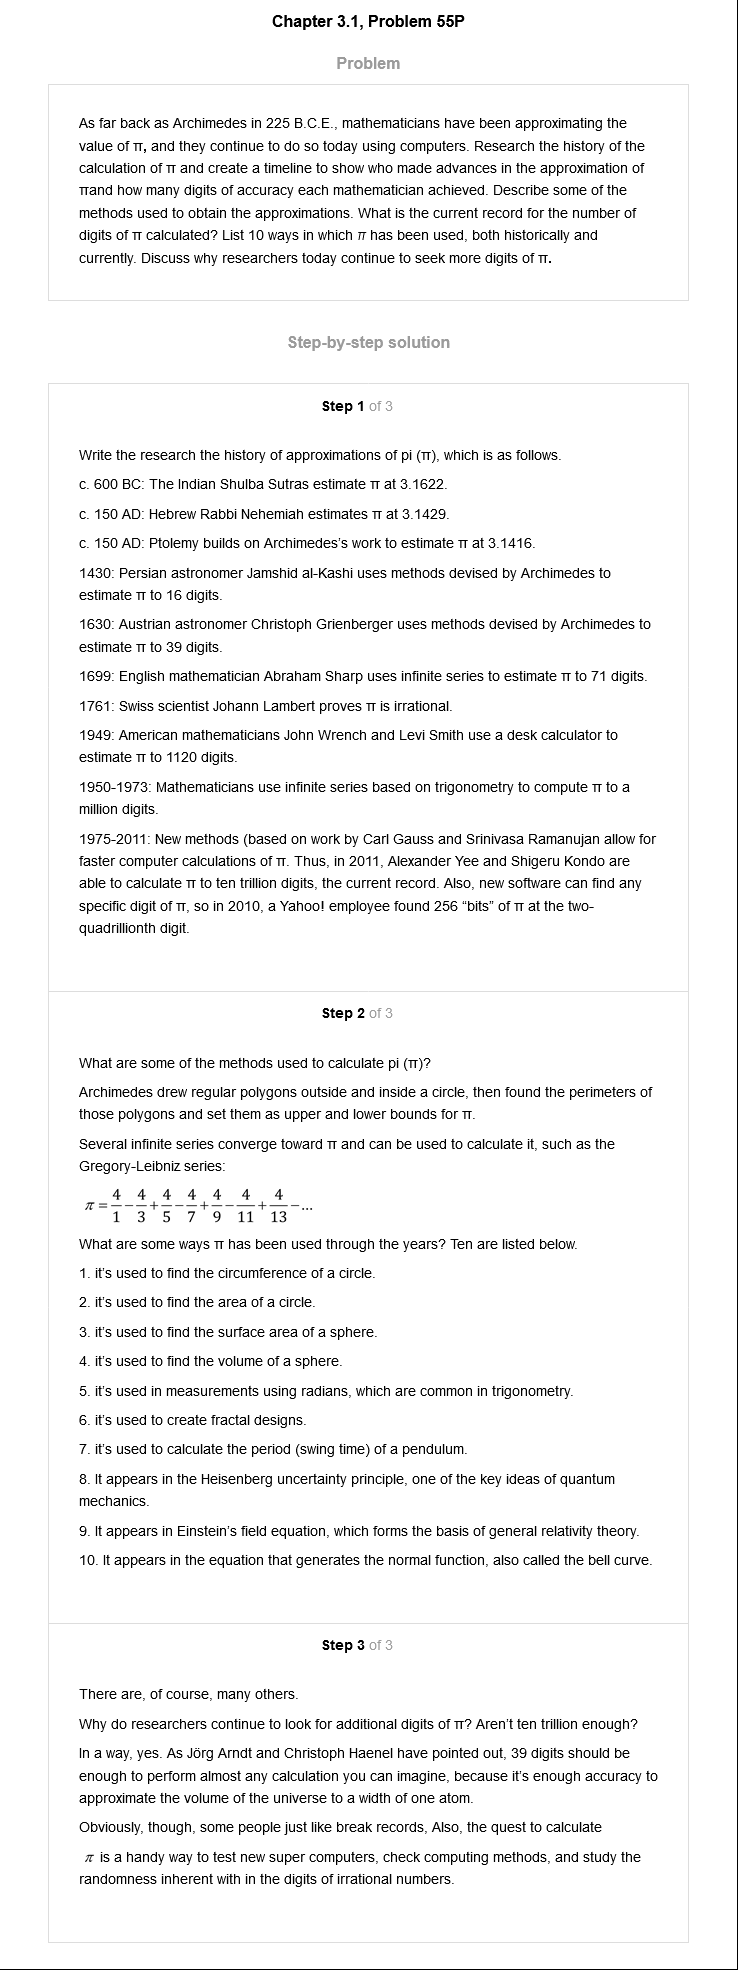 Chapter 3.1, Problem 55P
Problem
As far back as Archimedes in 225 B.C.E., mathematicians have been approximating the
value of π, and they continue to do so today using computers. Research the history of the
calculation of π and create a timeline to show who made advances in the approximation of
πand how many digits of accuracy each mathematician achieved. Describe some of the
methods used to obtain the approximations. What is the current record for the number of
digits of π calculated? List 10 ways in which π has been used, both historically and
currently. Discuss why researchers today continue to seek more digits of π.
Step-by-step solution
Step 1 of 3
Write the research the history of approximations of pi (π), which is as follows.
c. 600 BC: The Indian Shulba Sutras estimate π at 3.1622.
c. 150 AD: Hebrew Rabbi Nehemiah estimates π at 3.1429.
c. 150 AD: Ptolemy builds on Archimedes's work to estimate π at 3.1416.
1430: Persian astronomer Jamshid al-Kashi uses methods devised by Archimedes to
estimate π to 16 digits.
1630: Austrian astronomer Christoph Grienberger uses methods devised by Archimedes to
estimate π to 39 digits.
1699: English mathematician Abraham Sharp uses infinite series to estimate π to 71 digits.
1761: Swiss scientist Johann Lambert proves π is irrational.
1949: American mathematicians John Wrench and Levi Smith use a desk calculator to
estimate π to 1120 digits.
1950-1973: Mathematicians use infinite series based on trigonometry to compute π to a
million digits.
1975-2011: New methods (based on work by Carl Gauss and Srinivasa Ramanujan allow for
faster computer calculations of π. Thus, in 2011, Alexander Yee and Shigeru Kondo are
able to calculate π to ten trillion digits, the current record. Also, new software can find any
specific digit of π, so in 2010, a Yahoo! employee found 256 “bits” of π at the two-
quadrillionth digit.
Step 2 of 3
What are some of the methods used to calculate pi (π)?
Archimedes drew regular polygons outside and inside a circle, then found the perimeters of
those polygons and set them as upper and lower bounds for π.
Several infinite series converge toward π and can be used to calculate it, such as the
Gregory-Leibniz series:
π = 4/1 − 4/3 + 4/5 − 4/7 + 4/9 − 4/11 + 4/13 − ...
What are some ways π has been used through the years? Ten are listed below.
1. it's used to find the circumference of a circle.
2. it's used to find the area of a circle.
3. it's used to find the surface area of a sphere.
4. it's used to find the volume of a sphere.
5. it's used in measurements using radians, which are common in trigonometry.
6. it's used to create fractal designs.
7. it's used to calculate the period (swing time) of a pendulum.
8. It appears in the Heisenberg uncertainty principle, one of the key ideas of quantum
mechanics.
9. It appears in Einstein's field equation, which forms the basis of general relativity theory.
10. It appears in the equation that generates the normal function, also called the bell curve.
Step 3 of 3
There are, of course, many others.
Why do researchers continue to look for additional digits of π? Aren't ten trillion enough?
In a way, yes. As Jörg Arndt and Christoph Haenel have pointed out, 39 digits should be
enough to perform almost any calculation you can imagine, because it's enough accuracy to
approximate the volume of the universe to a width of one atom.
Obviously, though, some people just like break records, Also, the quest to calculate
π is a handy way to test new super computers, check computing methods, and study the
randomness inherent with in the digits of irrational numbers.